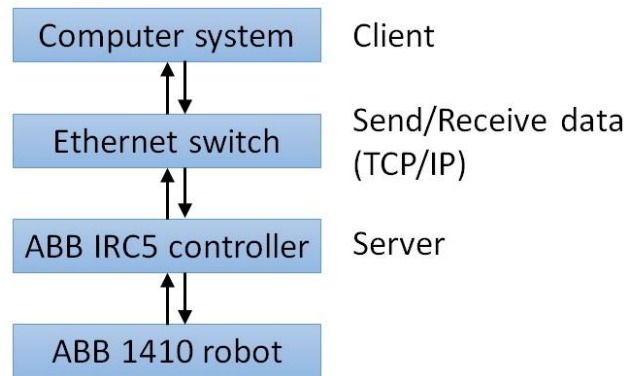 Computer system
Client
Ethernet switch
Send/Receive data
(TCP/IP)
ABB IRC5 controller
Server
ABB 1410 robot